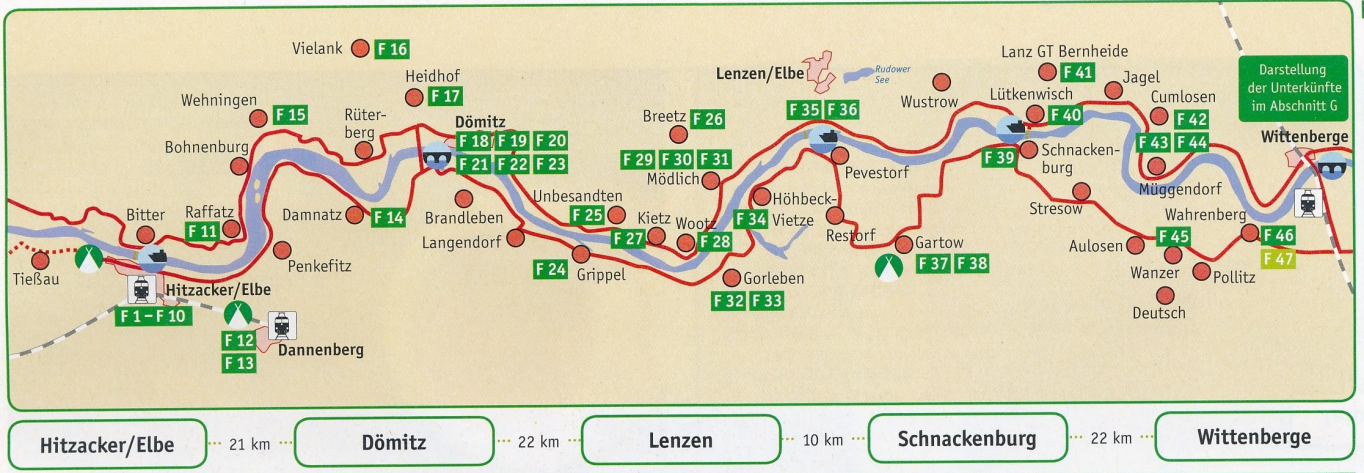 Vielank
F 16
Heidhof
F 17
Wehningen
F 15
Rüter-
berg
Bohnenburg
Dömitz
F 18 F 19 F 20
F 21 F 22 F 23
Bitter
Raffatz
F 11
Damnatz
F 14
Penkefitz
Tießau
Hitzacker/Elbe
F 1 – F 10
F 12
F 13
Dannenberg
Brandleben
Langendorf
Unbesandten
F 25
F 24
Grippel
Kietz
F 27
Wootz
F 28
Breetz
F 26
F 29 F 30 F 31
Mödlich
Lenzen/Elbe
Rudower
See
F 35 F 36
Pevestorf
Höhbeck-
Vietze
F 34
Restorf
Gorleben
F 32 F 33
Gartow
F 37 F 38
Wustrow
Lanz GT Bernheide
F 41
Lütkenwisch
F 40
F 39
Schnacken-
burg
Jagel
Cumlosen
F 42
F 43 F 44
Müggendorf
Stresow
Wahrenberg
F 46
F 47
Aulosen
F 45
Wanzer
Pollitz
Deutsch
Darstellung
der Unterkünfte
im Abschnitt G
Wittenberge
Hitzacker/Elbe
21 km
Dömitz
22 km
Lenzen
10 km
Schnackenburg
22 km
Wittenberge